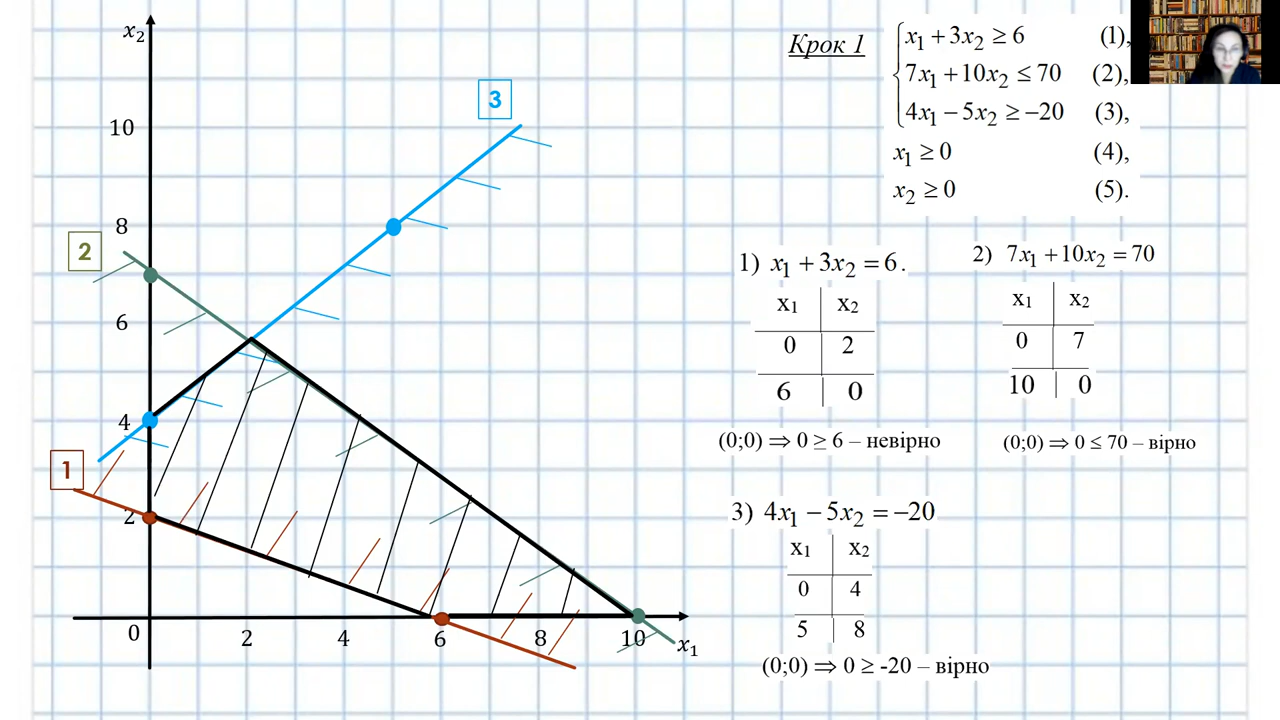 Крок 1
x₁ + 3x₂ ≥ 6 (1),
7x₁ + 10x₂ ≤ 70 (2),
4x₁ − 5x₂ ≥ −20 (3),
x₁ ≥ 0 (4),
x₂ ≥ 0 (5).
x₂
10
8
6
4
2
0
2
4
6
8
10
x₁
3
2
1
1) x₁ + 3x₂ = 6.
x₁ x₂
0 2
6 0
(0;0) ⇒ 0 ≥ 6 – невірно
2) 7x₁ + 10x₂ = 70
x₁ x₂
0 7
10 0
(0;0) ⇒ 0 ≤ 70 – вірно
3) 4x₁ − 5x₂ = −20
x₁ x₂
0 4
5 8
(0;0) ⇒ 0 ≥ -20 – вірно